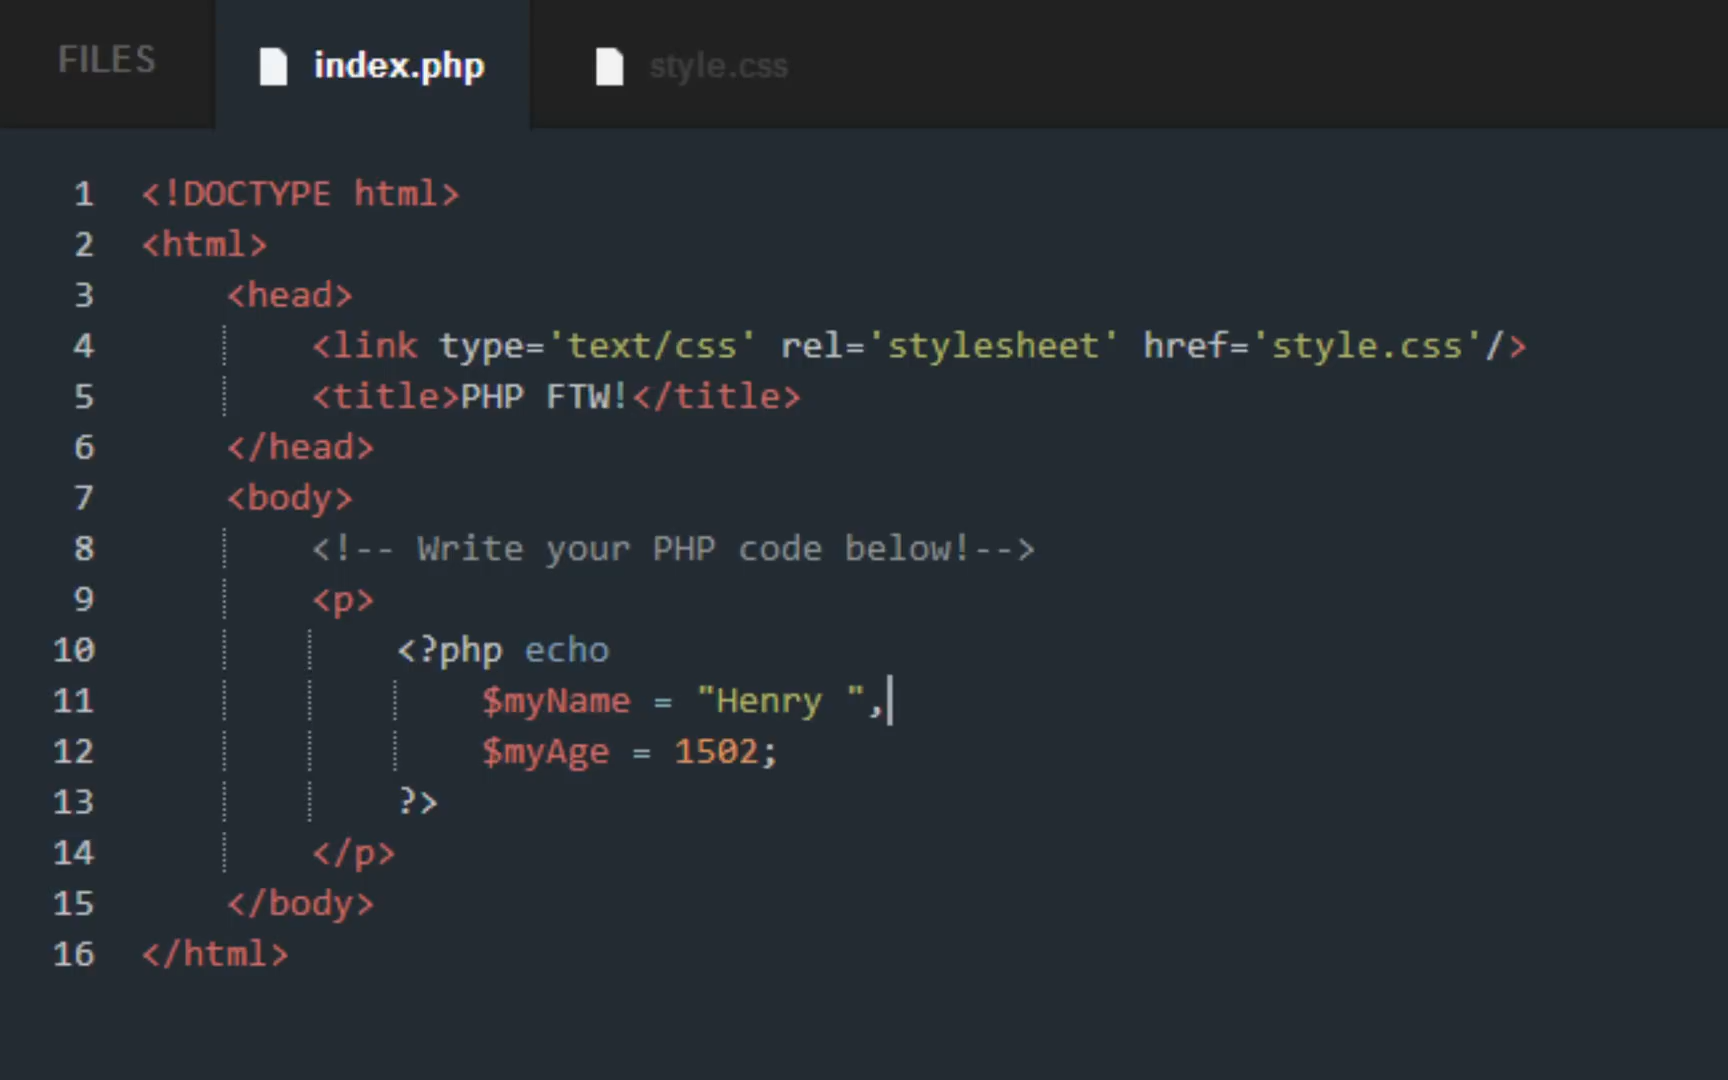 FILES index.php style.css
1 <!DOCTYPE html>
2 <html>
3 <head>
4 <link type='text/css' rel='stylesheet' href='style.css'/>
5 <title>PHP FTW!</title>
6 </head>
7 <body>
8 <!-- Write your PHP code below!-->
9 <p>
10 <?php echo
11 $myName = "Henry ",
12 $myAge = 1502;
13 ?>
14 </p>
15 </body>
16 </html>